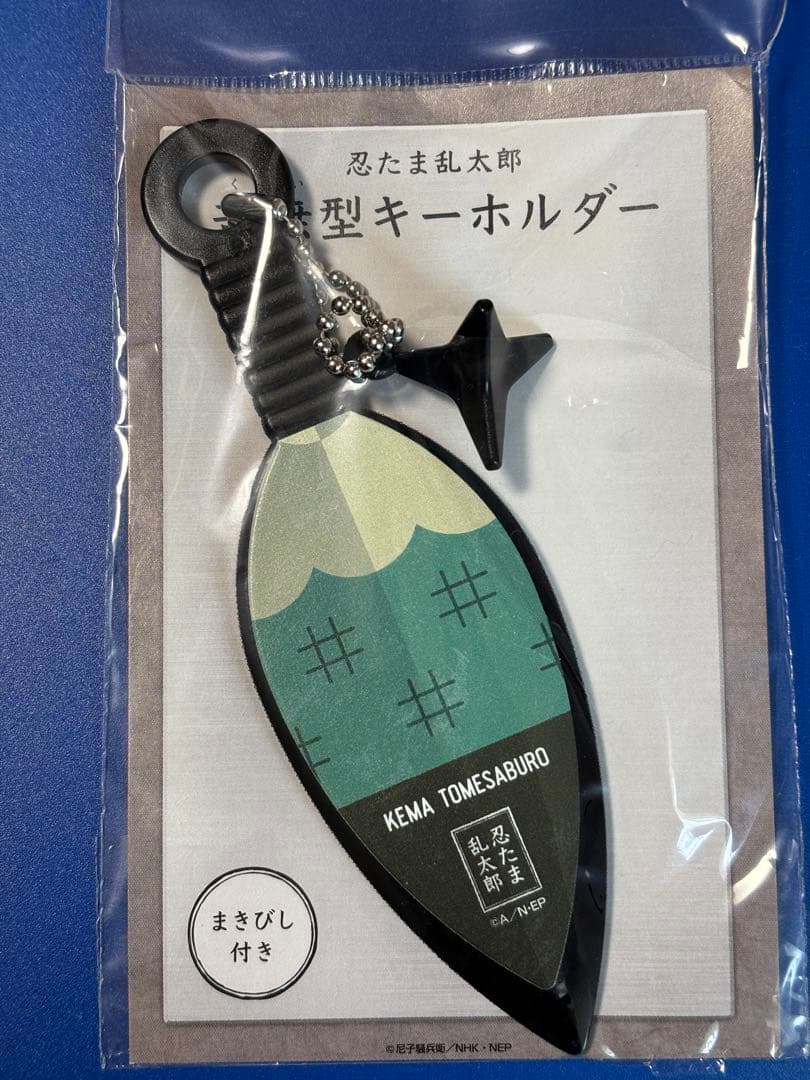 忍たま乱太郎
無型キーホルダー
KEMA TOMESABURO
忍たま
乱太郎
©A/N・EP
まきびし
付き
©尼子騒兵衛/NHK・NEP